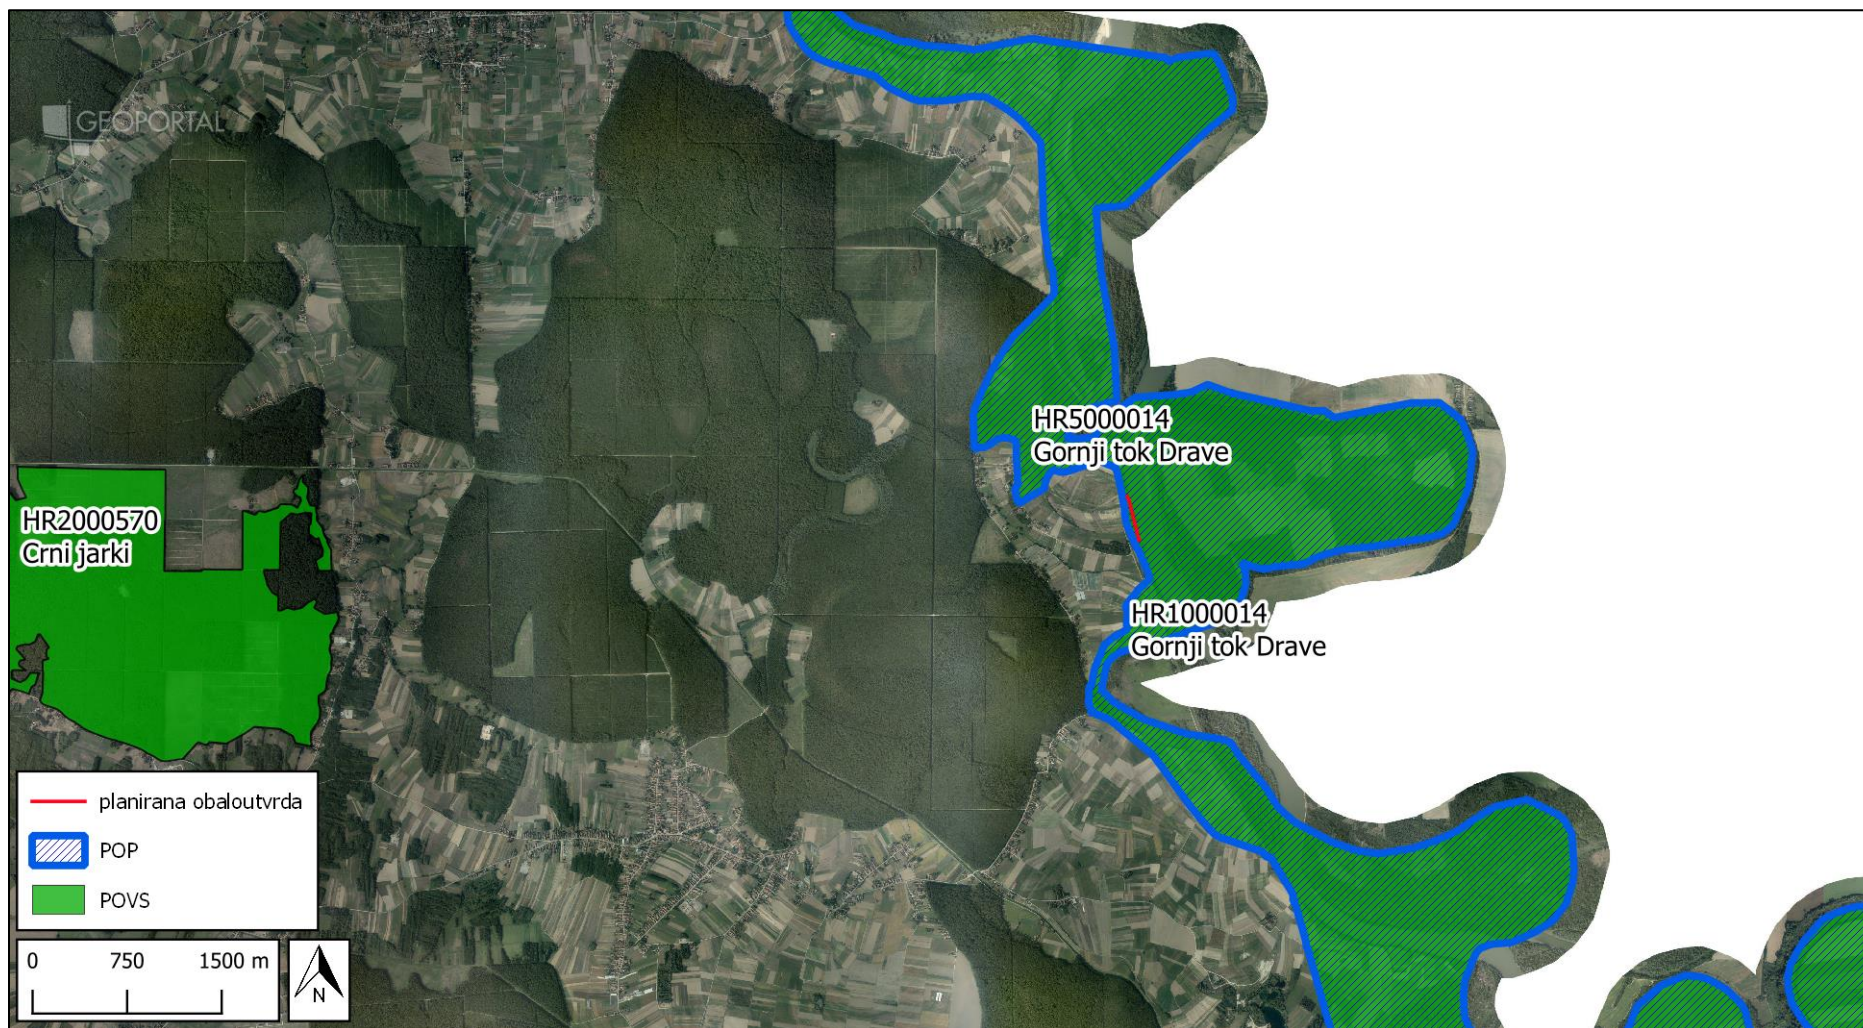 GEOPORTAL
HR5000014
Gornji tok Drave
HR2000570
Crni jarki
HR1000014
Gornji tok Drave
planirana obaloutvrda
POP
POVS
0 750 1500 m
N